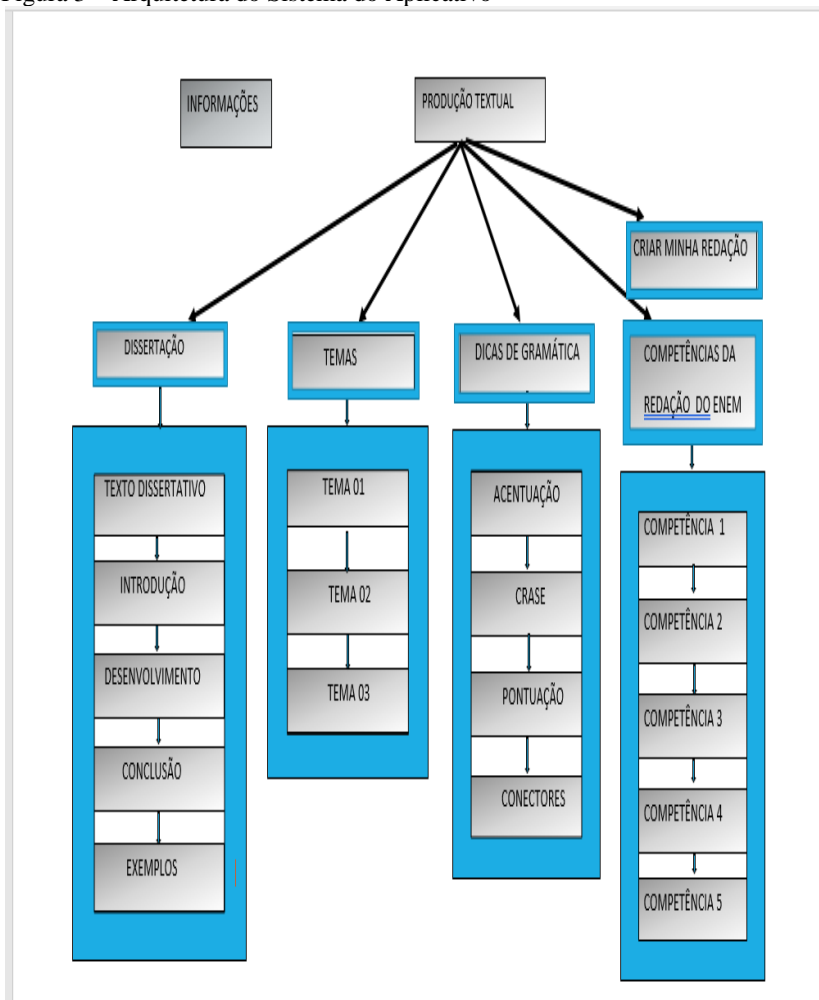 INFORMAÇÕES
PRODUÇÃO TEXTUAL
CRIAR MINHA REDAÇÃO
DISSERTAÇÃO
TEXTO DISSERTATIVO
INTRODUÇÃO
DESENVOLVIMENTO
CONCLUSÃO
EXEMPLOS
TEMAS
TEMA 01
TEMA 02
TEMA 03
DICAS DE GRAMÁTICA
ACENTUAÇÃO
CRASE
PONTUAÇÃO
CONECTORES
COMPETÊNCIAS DA
REDAÇÃO DO ENEM
COMPETÊNCIA 1
COMPETÊNCIA 2
COMPETÊNCIA 3
COMPETÊNCIA 4
COMPETÊNCIA 5